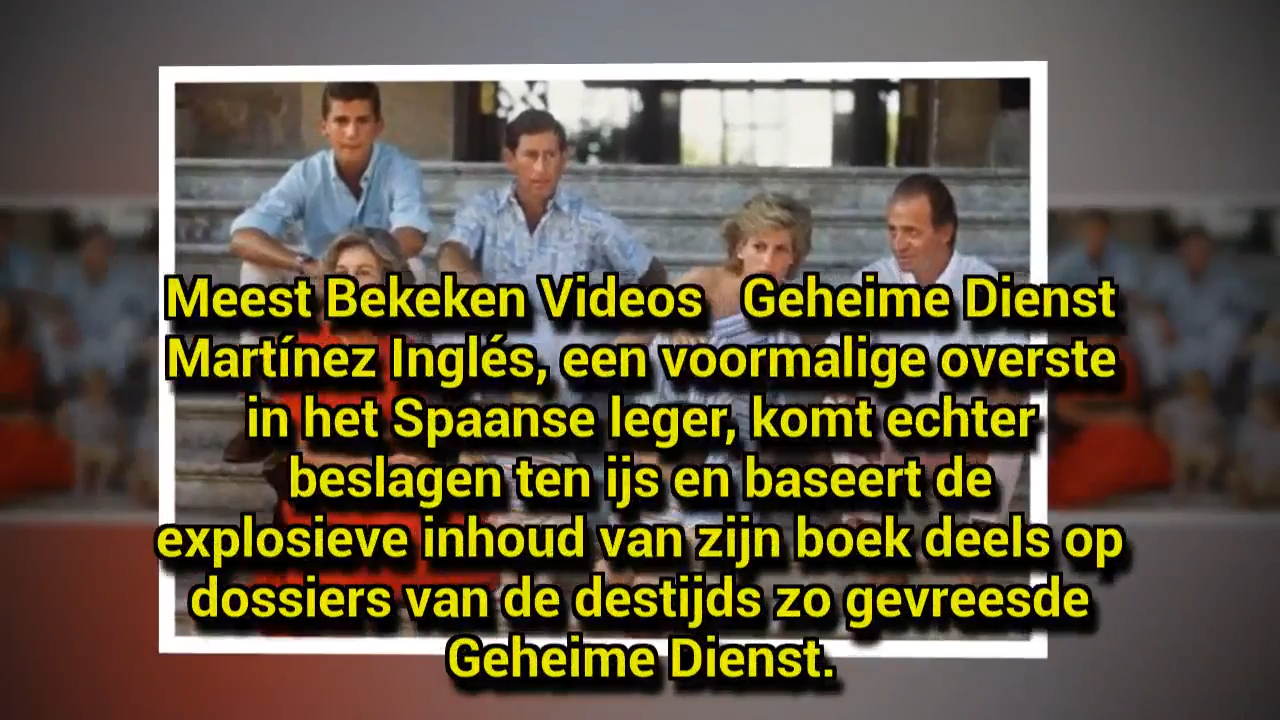 Meest Bekeken Videos Geheime Dienst
Martínez Inglés, een voormalige overste
in het Spaanse leger, komt echter
beslagen ten ijs en baseert de
explosieve inhoud van zijn boek deels op
dossiers van de destijds zo gevreesde
Geheime Dienst.